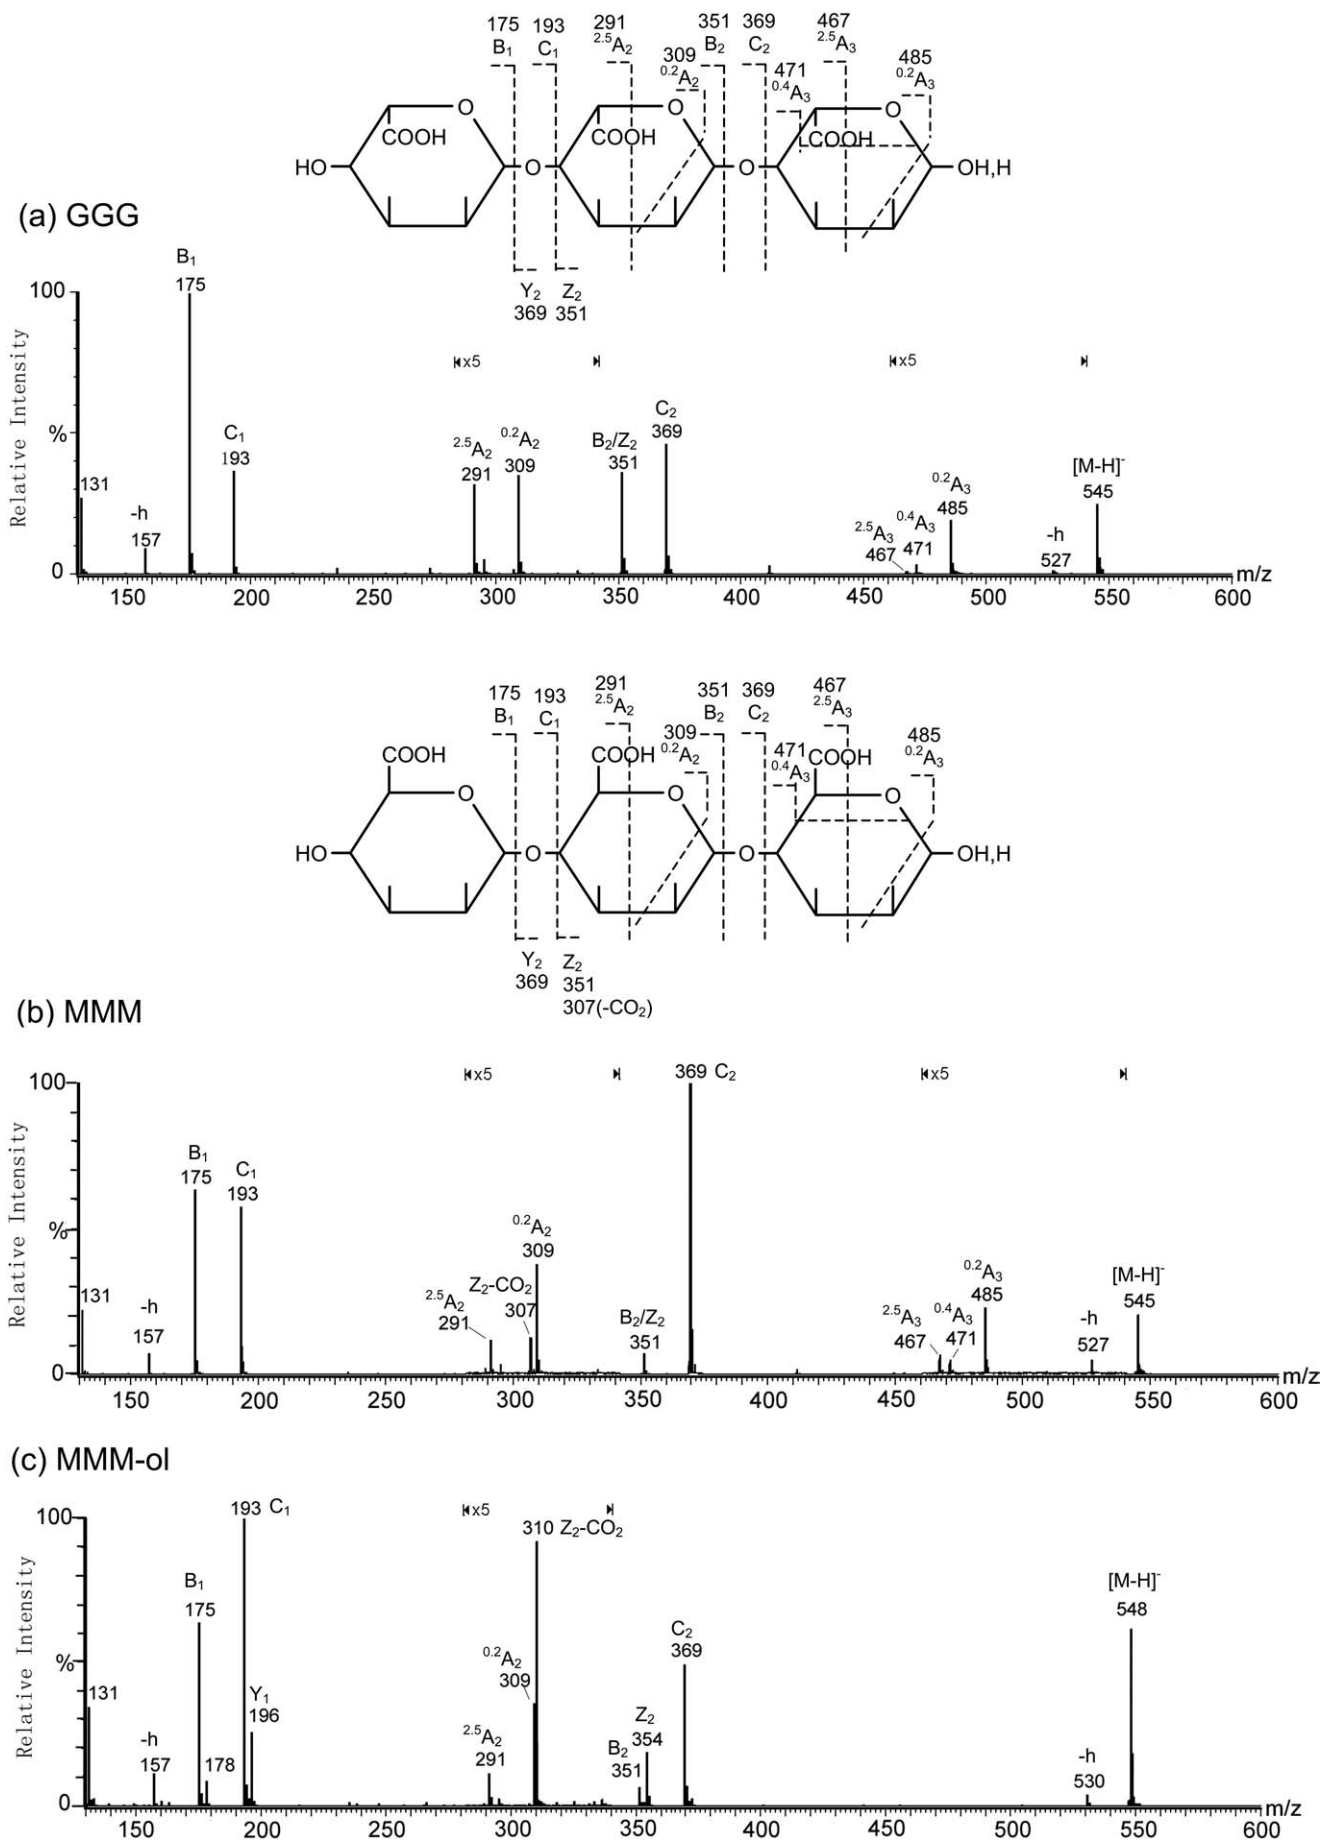 175 193 291 351 369 467
B1 C1 2.5A2 309 B2 C2 2.5A3 485
0.2A2 471 0.2A3
0.4A3
O O O
COOH COOH COOH
HO O O OH,H
(a) GGG
Y2 Z2
369 351
B1
175
100
x5 x5
C2
369
C1
193
2.5A2
291
0.2A2
309
B2/Z2
351
[M-H]-
545
0.2A3
485
0.4A3
471
2.5A3
467
-h
527
131
-h
157
%
0
Relative Intensity
150 200 250 300 350 400 450 500 550 600
m/z
175 193 291 351 369 467
B1 C1 2.5A2 309 B2 C2 2.5A3 485
0.2A2 471 0.2A3
0.4A3
COOH COOH COOH
O O O
HO O O OH,H
Y2 Z2
369 351
307(-CO2)
(b) MMM
369 C2
100
x5 x5
B1
175
C1
193
0.2A2
309
Z2-CO2
307
2.5A2
291
B2/Z2
351
0.2A3
485
2.5A3
467
0.4A3
471
-h
527
[M-H]-
545
131
-h
157
%
0
Relative Intensity
150 200 250 300 350 400 450 500 550 600
m/z
(c) MMM-ol
193 C1
100
x5
310 Z2-CO2
B1
175
[M-H]-
548
C2
369
0.2A2
309
Y1
196
Z2
354
B2
351
2.5A2
291
131
-h
157
178
-h
530
%
0
Relative Intensity
150 200 250 300 350 400 450 500 550 600
m/z